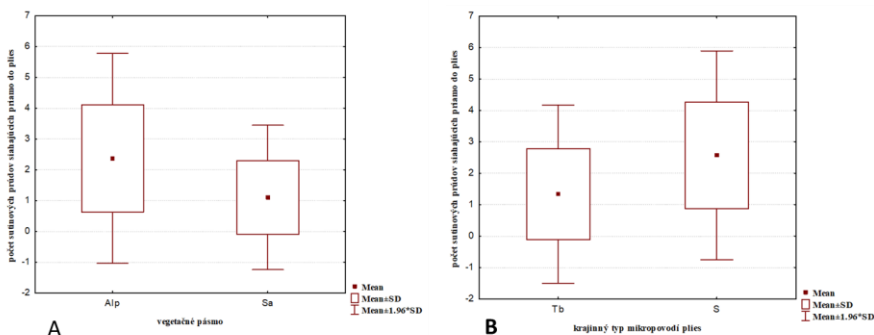 počet sutinových prúdov siahajúcich priamo do plies
7
6
5
4
3
2
1
0
-1
-2
Alp Sa
vegetačné pásmo
A
Mean
Mean±SD
Mean±1.96*SD
počet sutinových prúdov siahajúcich priamo do plies
7
6
5
4
3
2
1
0
-1
-2
Tb S
krajinný typ mikropovodí plies
B
Mean
Mean±SD
Mean±1.96*SD